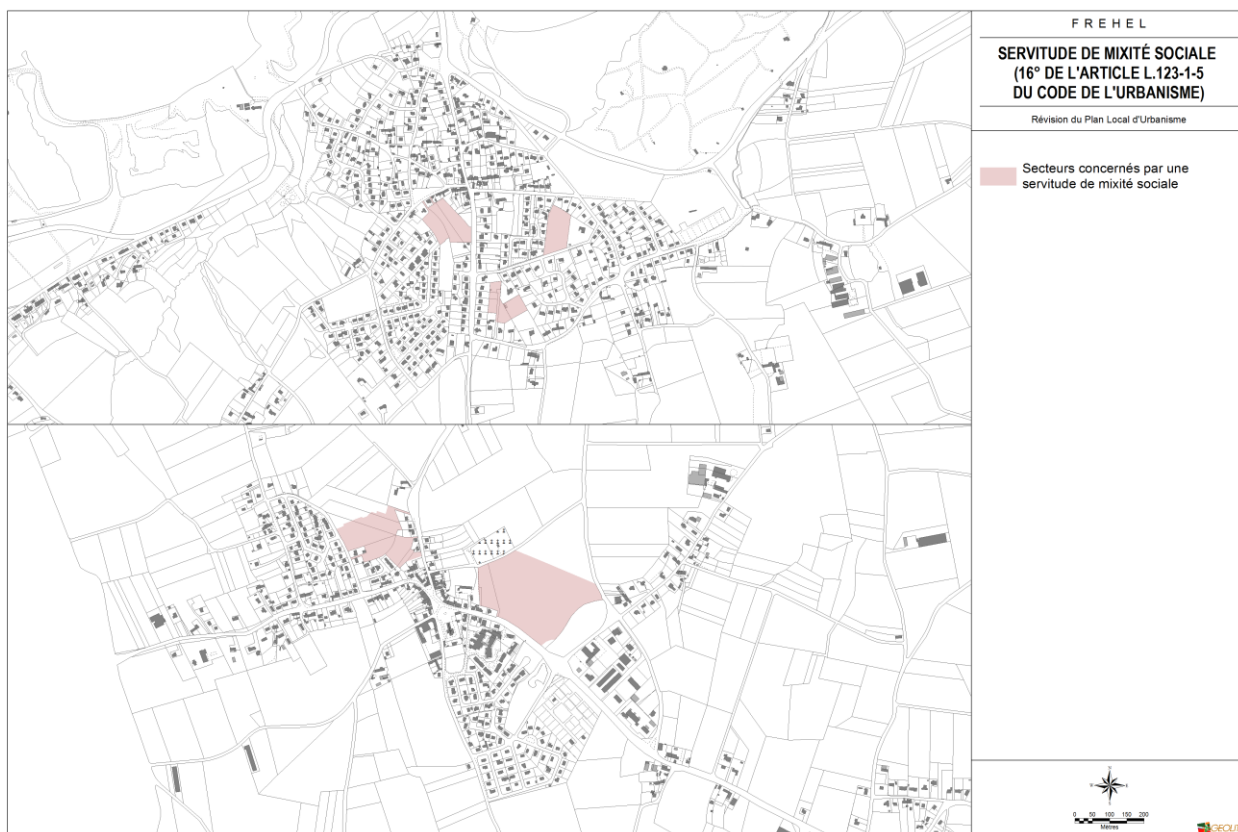 FREHEL
SERVITUDE DE MIXITÉ SOCIALE
(16° DE L'ARTICLE L.123-1-5
DU CODE DE L'URBANISME)
Révision du Plan Local d'Urbanisme
Secteurs concernés par une
servitude de mixité sociale
0 50 100 150 200
Mètres